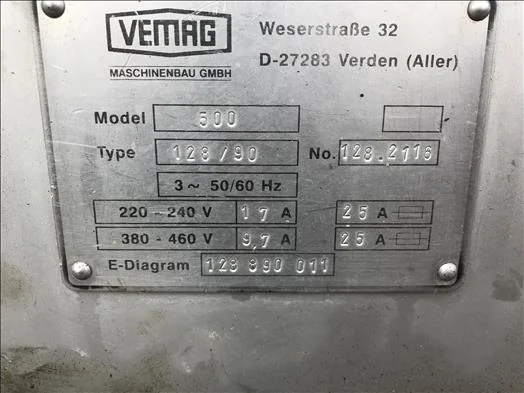 VEMAG
MASCHINENBAU GMBH
Weserstraße 32
D-27283 Verden (Aller)
Model 500
Type 128/90 No. 128.2116
3~ 50/60 Hz
220-240 V 17 A 25 A
380-460 V 9,7 A 25 A
E-Diagram 128 890 011